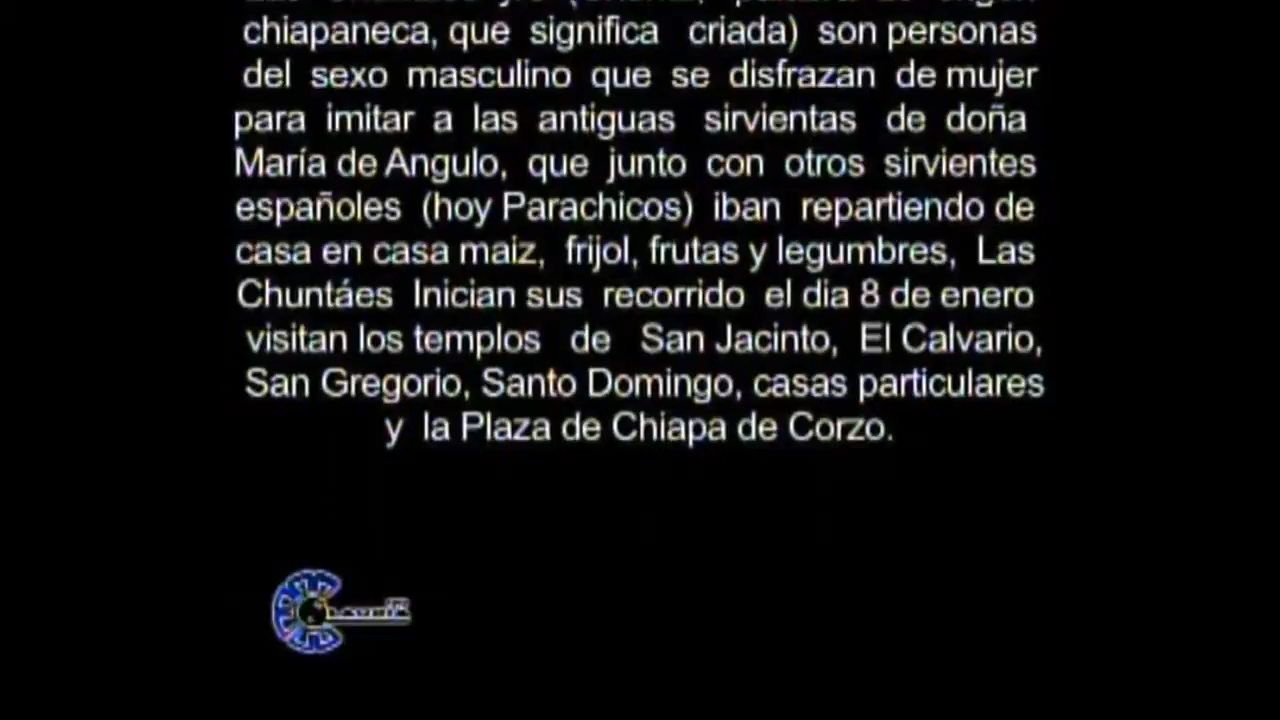 chiapaneca, que significa criada) son personas
del sexo masculino que se disfrazan de mujer
para imitar a las antiguas sirvientas de doña
María de Angulo, que junto con otros sirvientes
españoles (hoy Parachicos) iban repartiendo de
casa en casa maiz, frijol, frutas y legumbres, Las
Chuntáes Inician sus recorrido el dia 8 de enero
visitan los templos de San Jacinto, El Calvario,
San Gregorio, Santo Domingo, casas particulares
y la Plaza de Chiapa de Corzo.